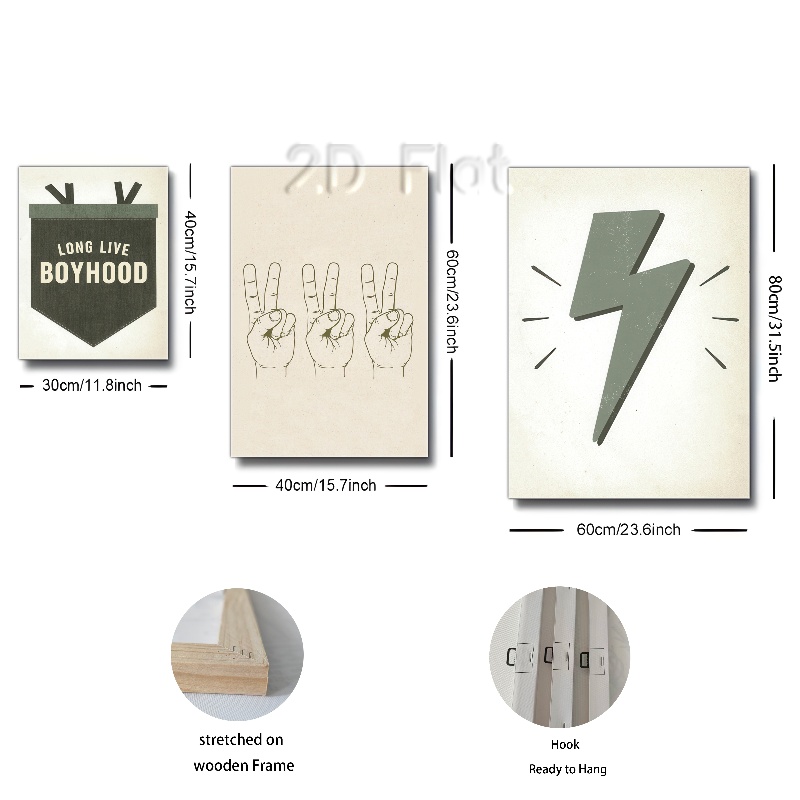 2D Flat
LONG LIVE
BOYHOOD
40cm/15.7inch
30cm/11.8inch
60cm/23.6inch
40cm/15.7inch
80cm/31.5inch
60cm/23.6inch
stretched on
wooden Frame
Hook
Ready to Hang